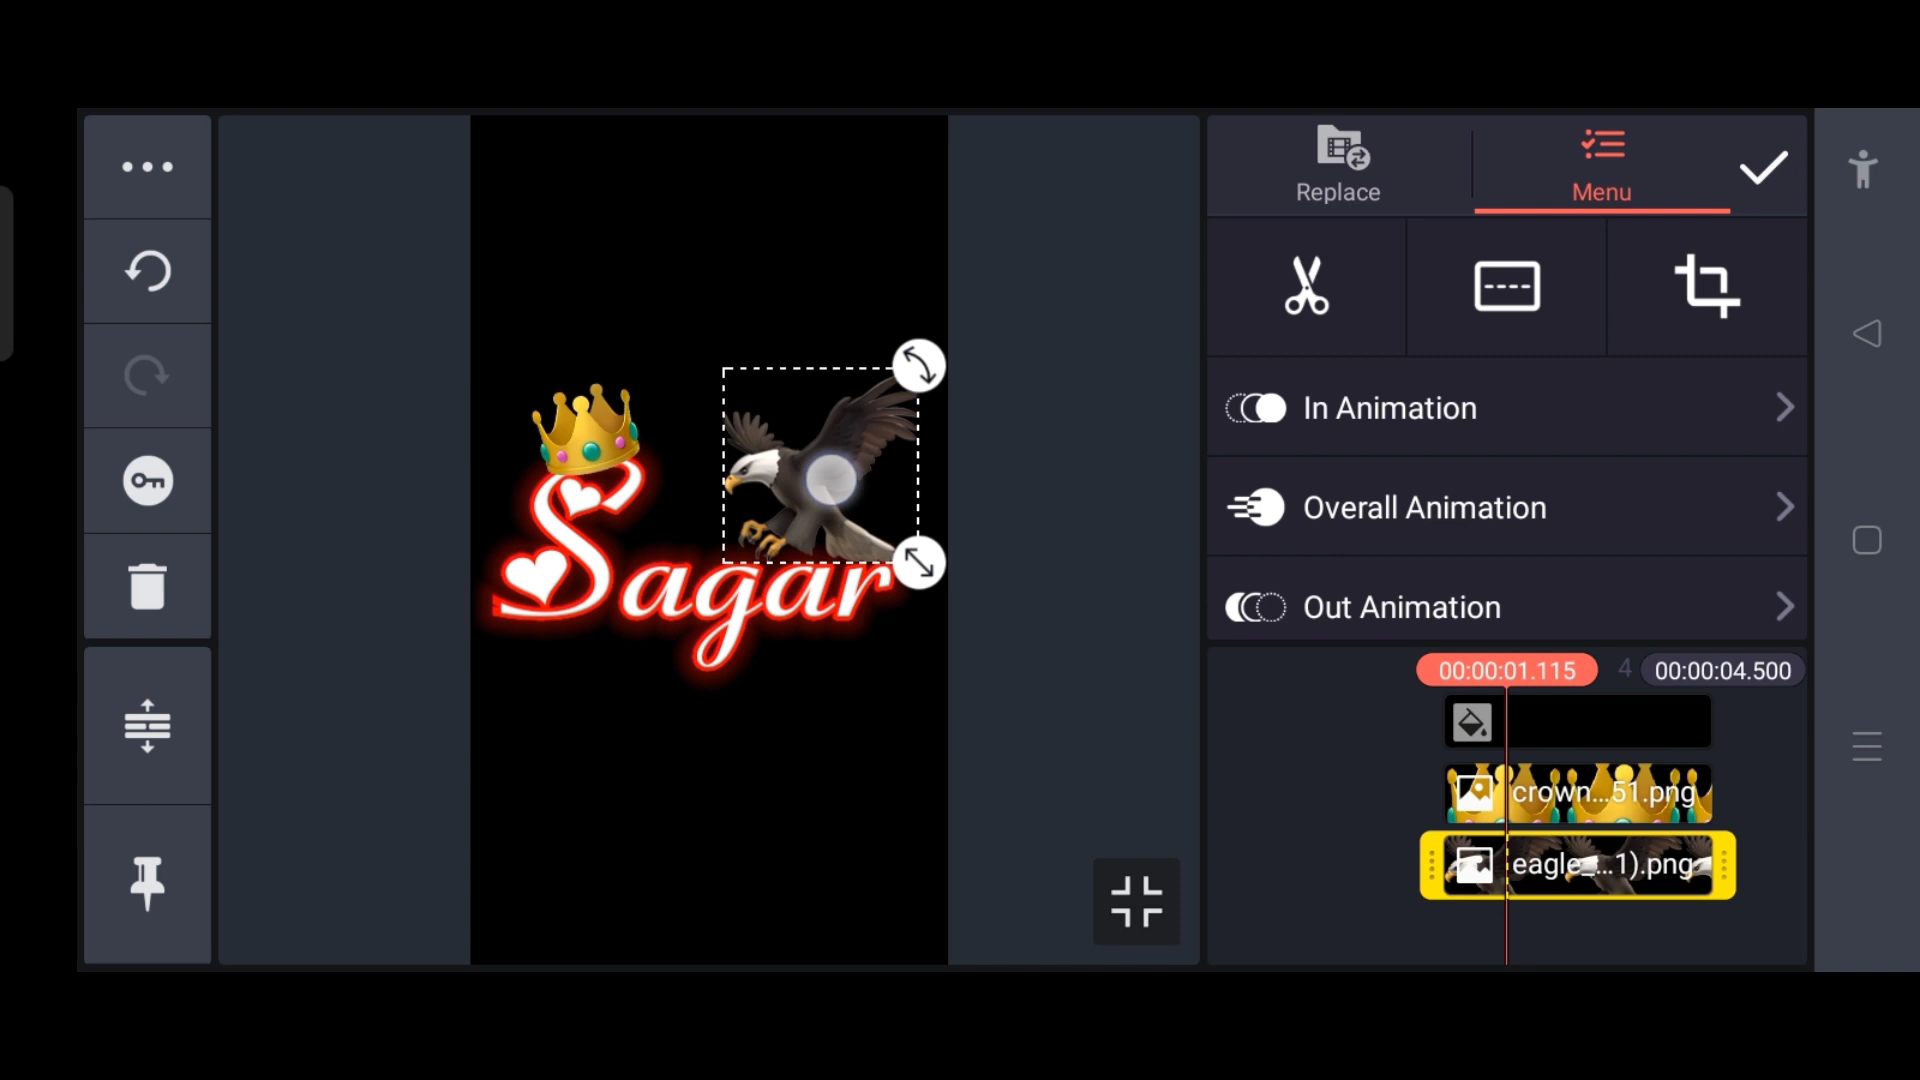 Replace
Menu
In Animation
Overall Animation
Out Animation
Sagar
00:00:01.115
4
00:00:04.500
crown...51.png
eagle_...1).png